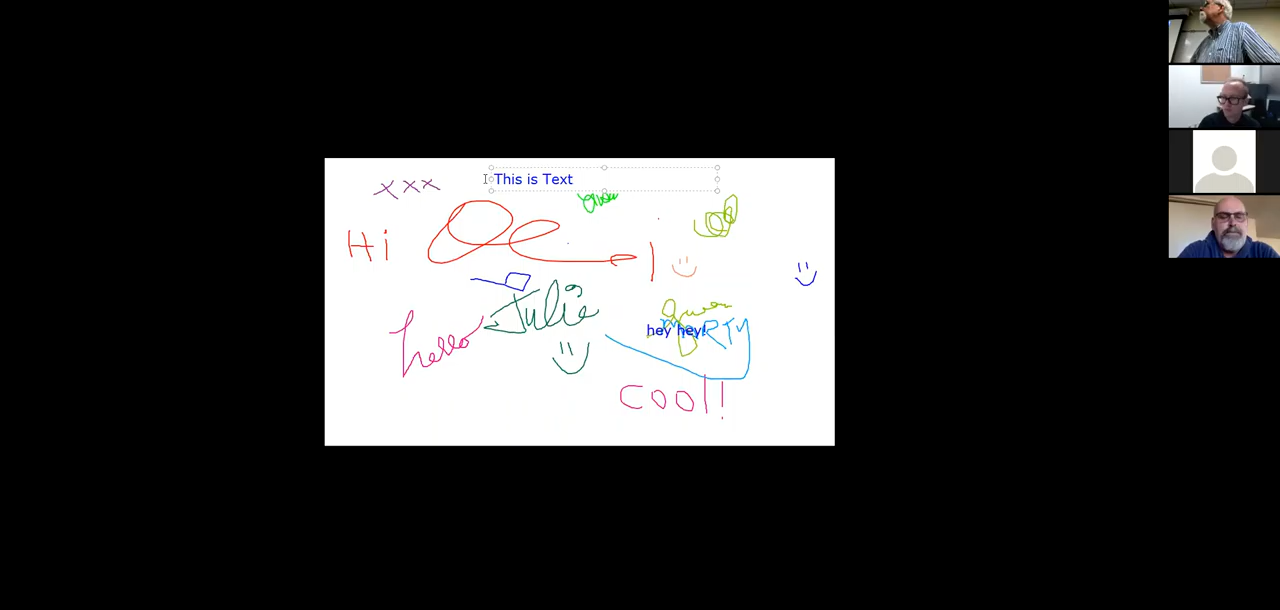 This is Text
xxx
Hi
Julie
hello
hey hey!
COOl!